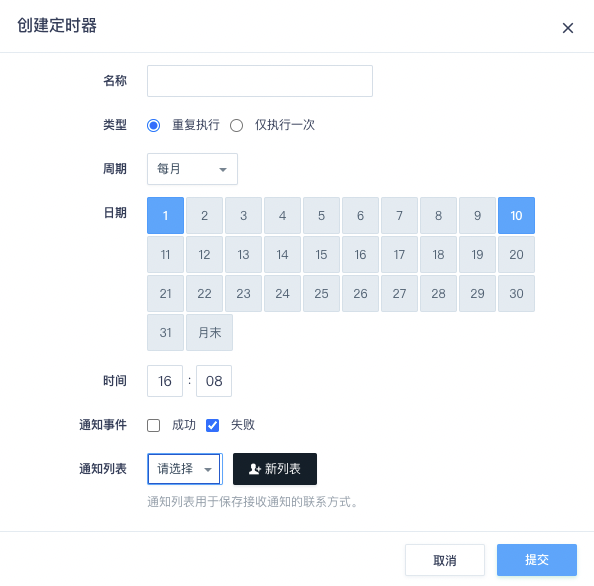 创建定时器
名称
类型 重复执行 仅执行一次
周期 每月
日期 1 2 3 4 5 6 7 8 9 10
11 12 13 14 15 16 17 18 19 20
21 22 23 24 25 26 27 28 29 30
31 月末
时间 16 : 08
通知事件 成功 失败
通知列表 请选择 新列表
通知列表用于保存接收通知的联系方式。
取消 提交